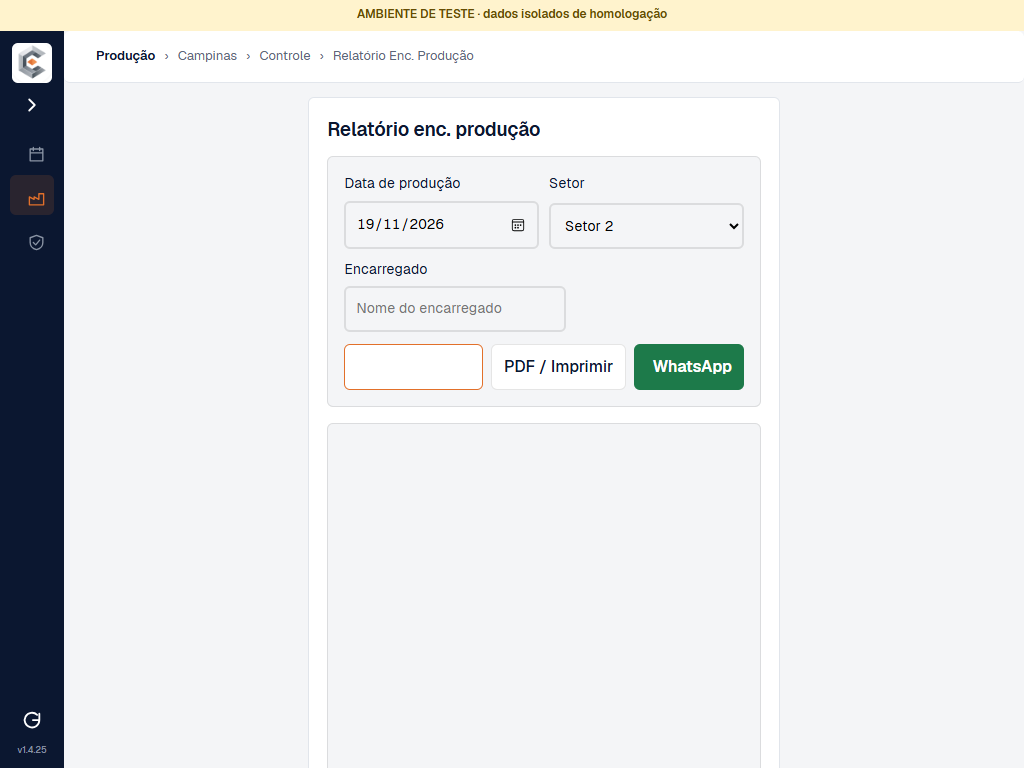 AMBIENTE DE TESTE · dados isolados de homologação
Produção › Campinas › Controle › Relatório Enc. Produção
Relatório enc. produção
Data de produção
Setor
19/11/2026
Setor 2
Encarregado
Nome do encarregado
PDF / Imprimir
WhatsApp
v1.4.25